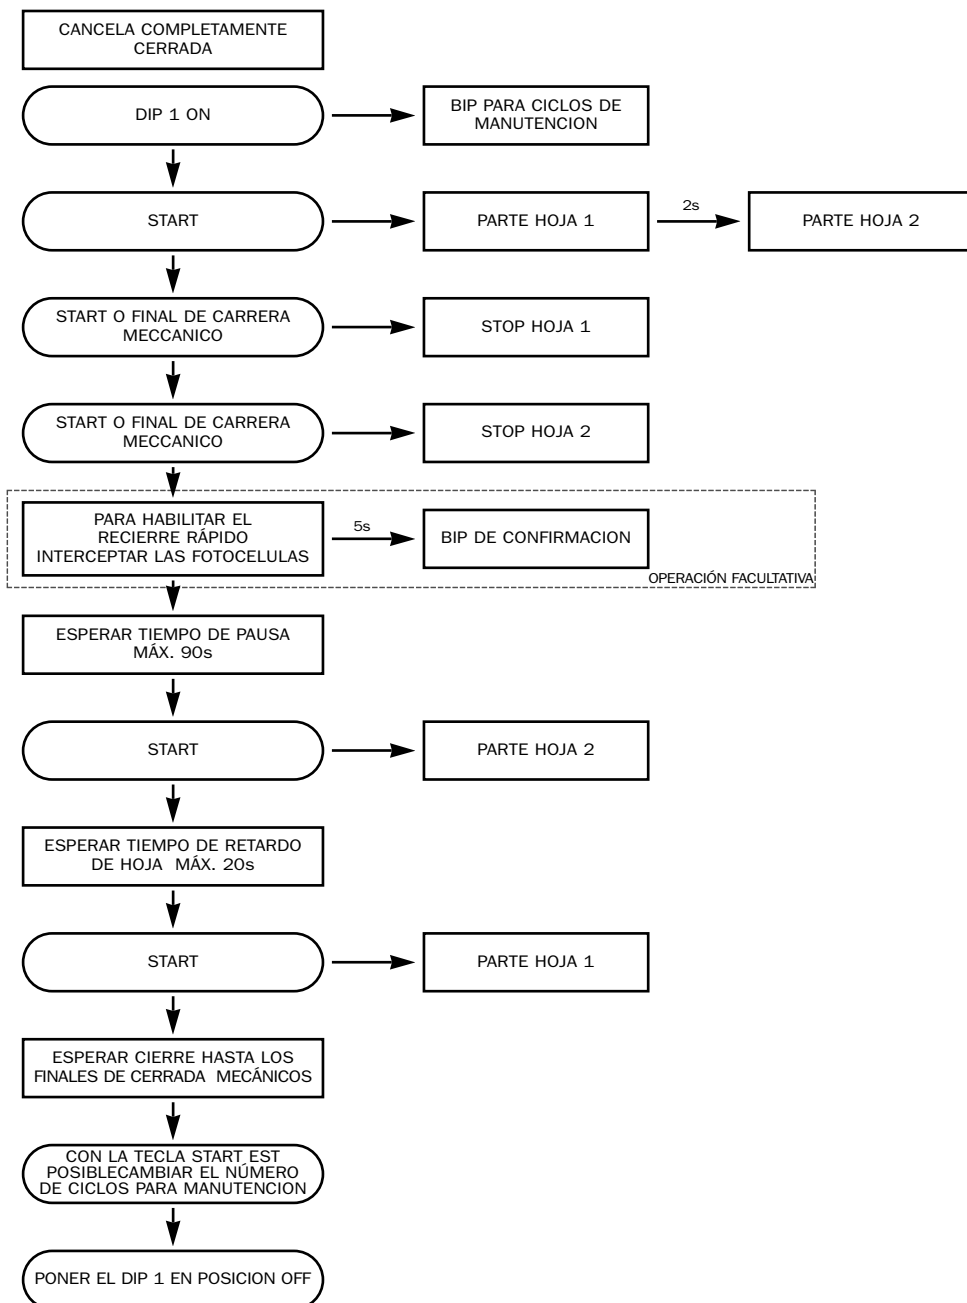 CANCELA COMPLETAMENTE
CERRADA
DIP 1 ON
BIP PARA CICLOS DE
MANUTENCION
START
PARTE HOJA 1
2s
PARTE HOJA 2
START O FINAL DE CARRERA
MECCANICO
STOP HOJA 1
START O FINAL DE CARRERA
MECCANICO
STOP HOJA 2
PARA HABILITAR EL
RECIERRE RÁPIDO
INTERCEPTAR LAS FOTOCELULAS
5s
BIP DE CONFIRMACION
OPERACIÓN FACULTATIVA
ESPERAR TIEMPO DE PAUSA
MÁX. 90s
START
PARTE HOJA 2
ESPERAR TIEMPO DE RETARDO
DE HOJA MÁX. 20s
START
PARTE HOJA 1
ESPERAR CIERRE HASTA LOS
FINALES DE CERRADA MECÁNICOS
CON LA TECLA START EST
POSIBLECAMBIAR EL NÚMERO
DE CICLOS PARA MANUTENCION
PONER EL DIP 1 EN POSICION OFF